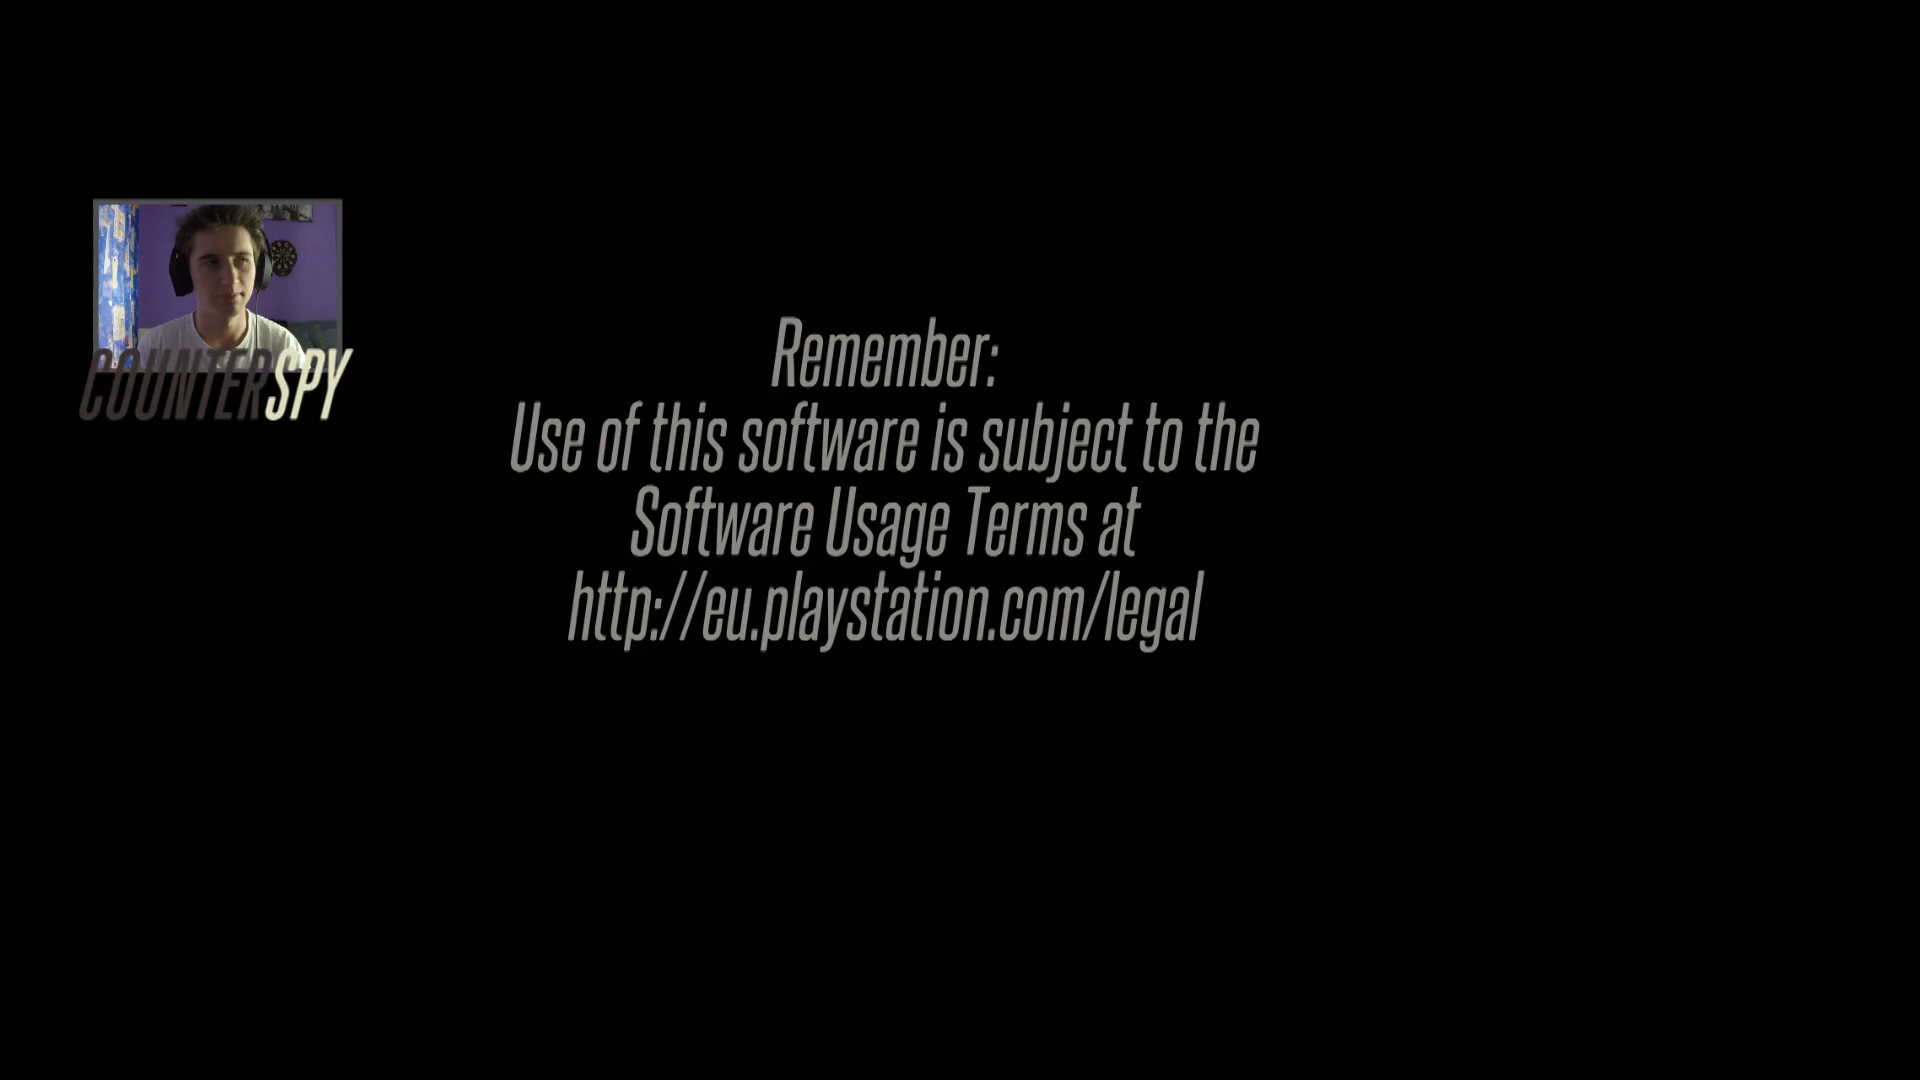 COUNTERSPY
Remember:
Use of this software is subject to the
Software Usage Terms at
http://eu.playstation.com/legal